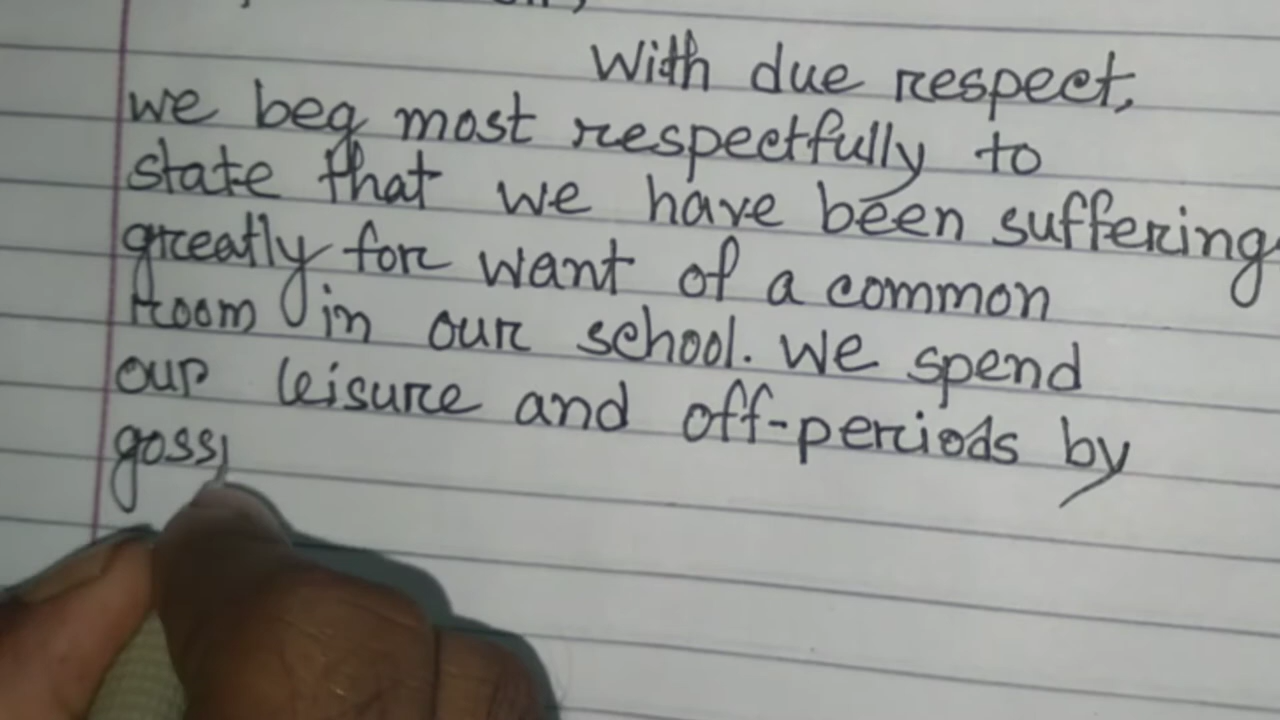 With due respect,
we beg most respectfully to
state that we have been suffering
greatly for want of a common
room in our school. We spend
our leisure and off-periods by
gossi